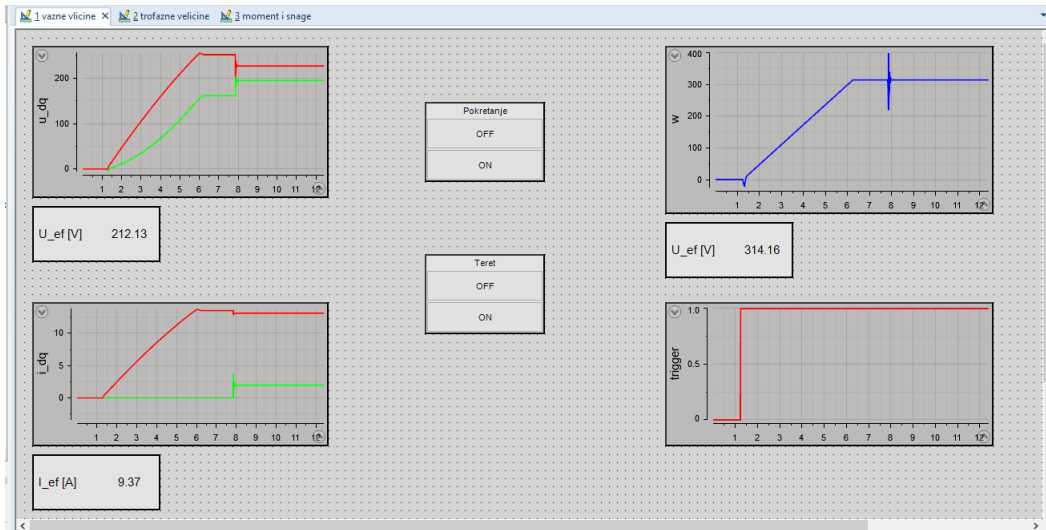 1 vazne vlicine
2 trofazne velicine
3 moment i snage
u_dq
200
100
0
1 2 3 4 5 6 7 8 9 10 11 12
U_ef [V] 212.13
Pokretanje
OFF
ON
w
400
300
200
100
0
1 2 3 4 5 6 7 8 9 10 11 12
U_ef [V] 314.16
Teret
OFF
ON
i_dq
10
5
0
1 2 3 4 5 6 7 8 9 10 11 12
I_ef [A] 9.37
trigger
1.0
0.5
0
1 2 3 4 5 6 7 8 9 10 11 12